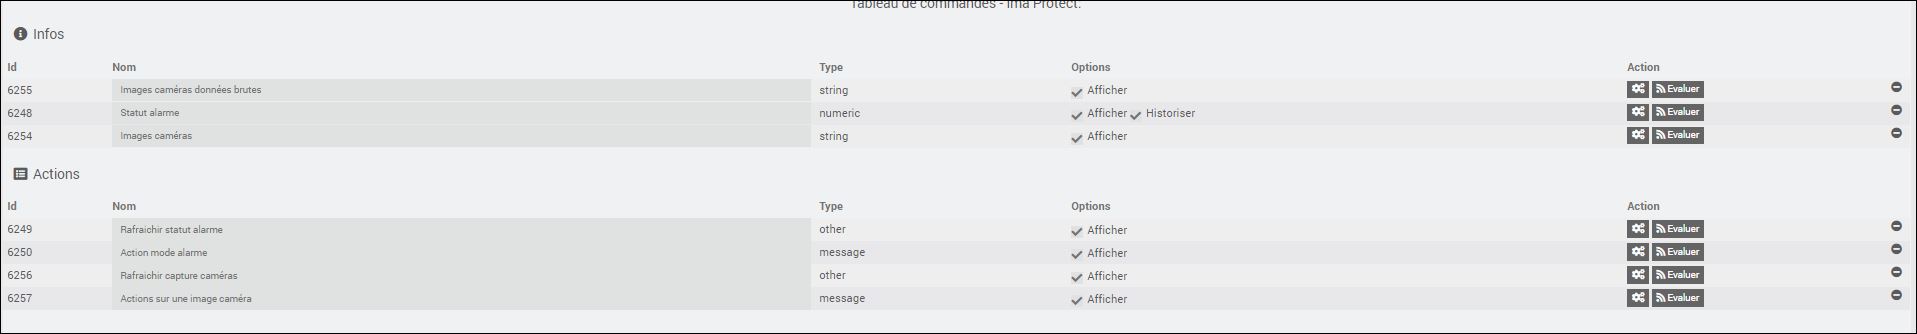 Tableau de commandes - Ima Protect.
Infos
Id Nom Type Options Action
6255 Images caméras données brutes string Afficher Evaluer
6248 Statut alarme numeric Afficher Historiser Evaluer
6254 Images caméras string Afficher Evaluer
Actions
Id Nom Type Options Action
6249 Rafraichir statut alarme other Afficher Evaluer
6250 Action mode alarme message Afficher Evaluer
6256 Rafraichir capture caméras other Afficher Evaluer
6257 Actions sur une image caméra message Afficher Evaluer